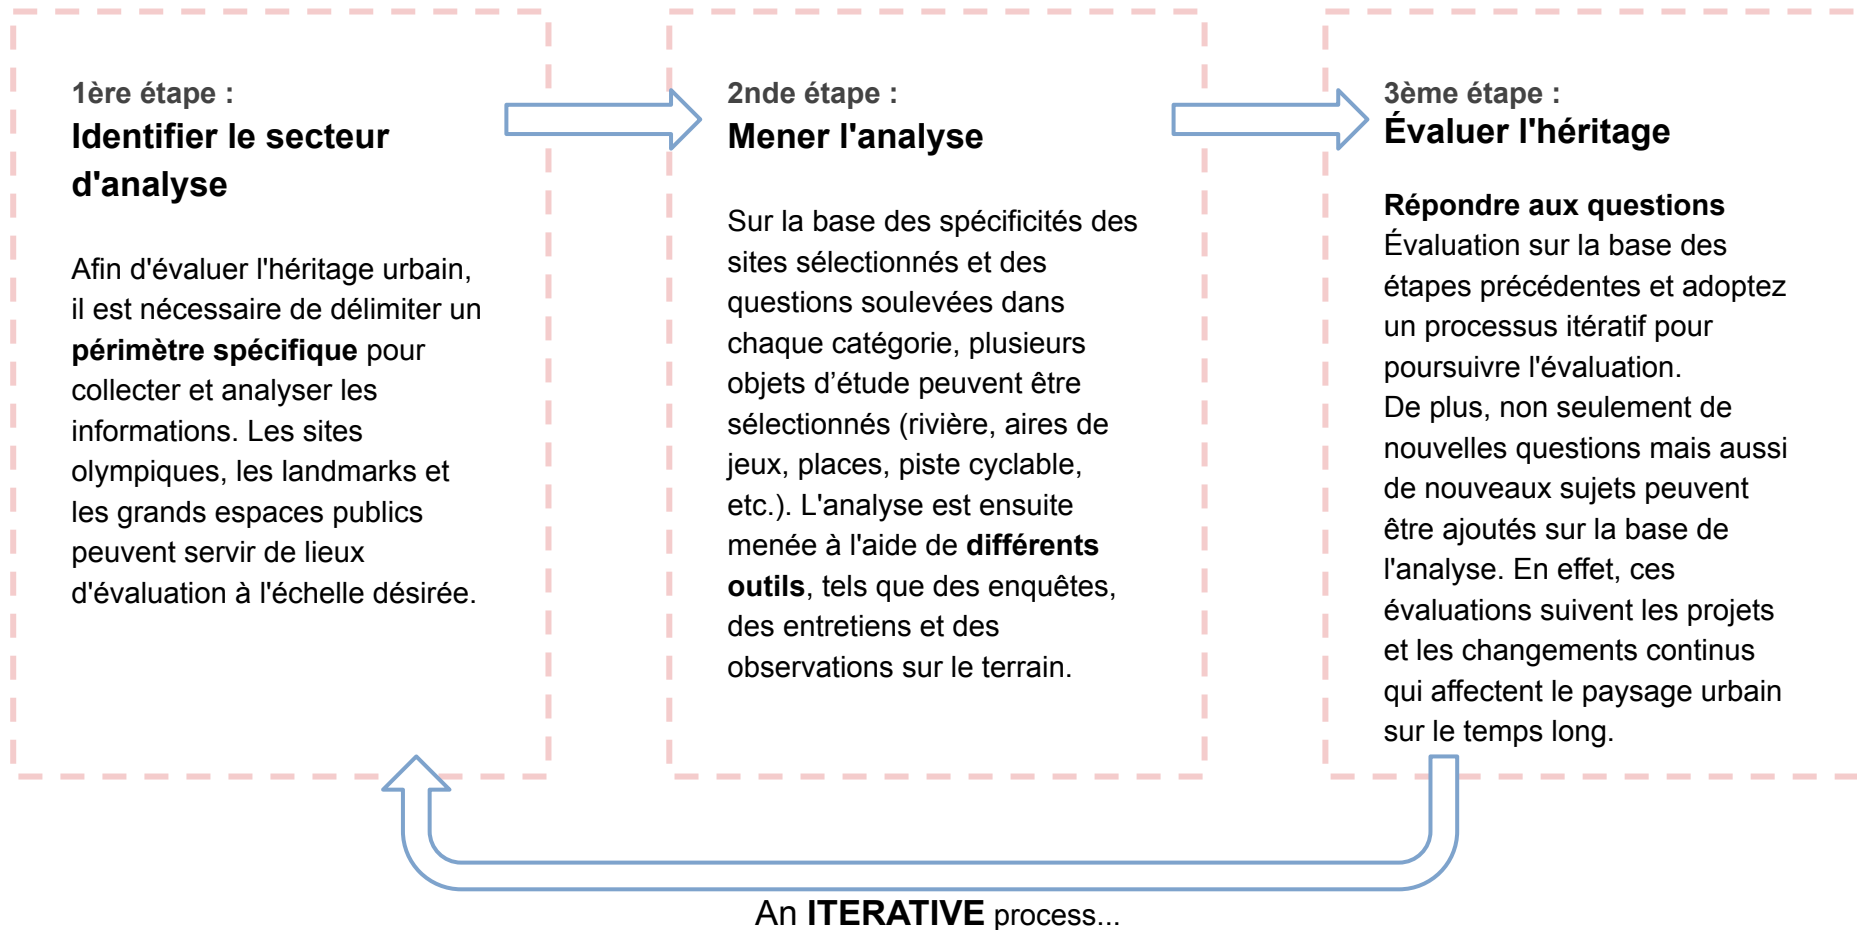 1ère étape :
Identifier le secteur
d'analyse
Afin d'évaluer l'héritage urbain,
il est nécessaire de délimiter un
périmètre spécifique pour
collecter et analyser les
informations. Les sites
olympiques, les landmarks et
les grands espaces publics
peuvent servir de lieux
d'évaluation à l'échelle désirée.
2nde étape :
Mener l'analyse
Sur la base des spécificités des
sites sélectionnés et des
questions soulevées dans
chaque catégorie, plusieurs
objets d’étude peuvent être
sélectionnés (rivière, aires de
jeux, places, piste cyclable,
etc.). L'analyse est ensuite
menée à l'aide de différents
outils, tels que des enquêtes,
des entretiens et des
observations sur le terrain.
3ème étape :
Évaluer l'héritage
Répondre aux questions
Évaluation sur la base des
étapes précédentes et adoptez
un processus itératif pour
poursuivre l'évaluation.
De plus, non seulement de
nouvelles questions mais aussi
de nouveaux sujets peuvent
être ajoutés sur la base de
l'analyse. En effet, ces
évaluations suivent les projets
et les changements continus
qui affectent le paysage urbain
sur le temps long.
An ITERATIVE process...